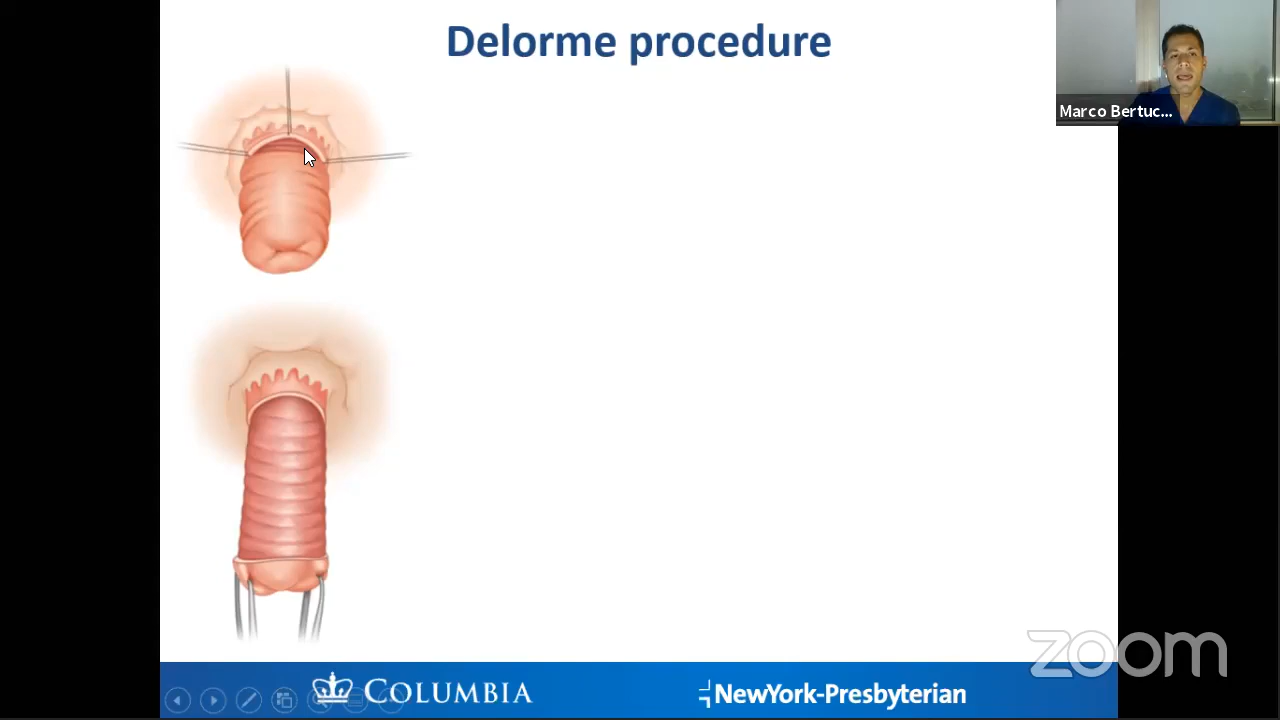 Delorme procedure
Marco Bertuc...
zoom
COLUMBIA
NewYork-Presbyterian